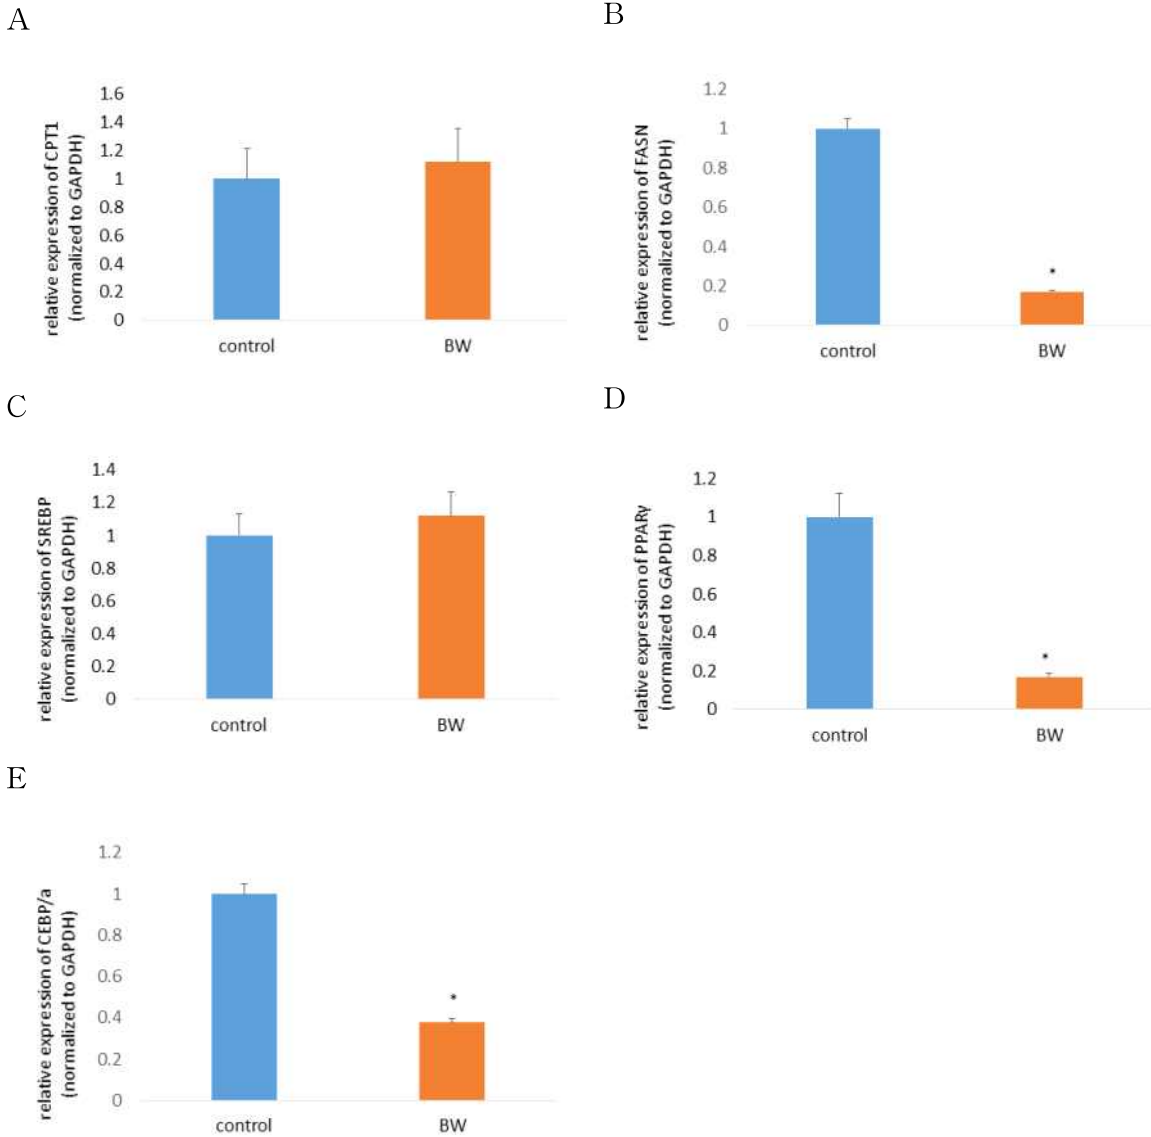 A
relative expression of CPT1
(normalized to GAPDH)
1.6
1.4
1.2
1
0.8
0.6
0.4
0.2
0
control
BW
B
relative expression of FASN
(normalized to GAPDH)
1.2
1
0.8
0.6
0.4
0.2
0
*
control
BW
C
relative expression of SREBP
(normalized to GAPDH)
1.4
1.2
1
0.8
0.6
0.4
0.2
0
control
BW
D
relative expression of PPARγ
(normalized to GAPDH)
1.2
1
0.8
0.6
0.4
0.2
0
*
control
BW
E
relative expression of CEBP/a
(normalized to GAPDH)
1.2
1
0.8
0.6
0.4
0.2
0
*
control
BW